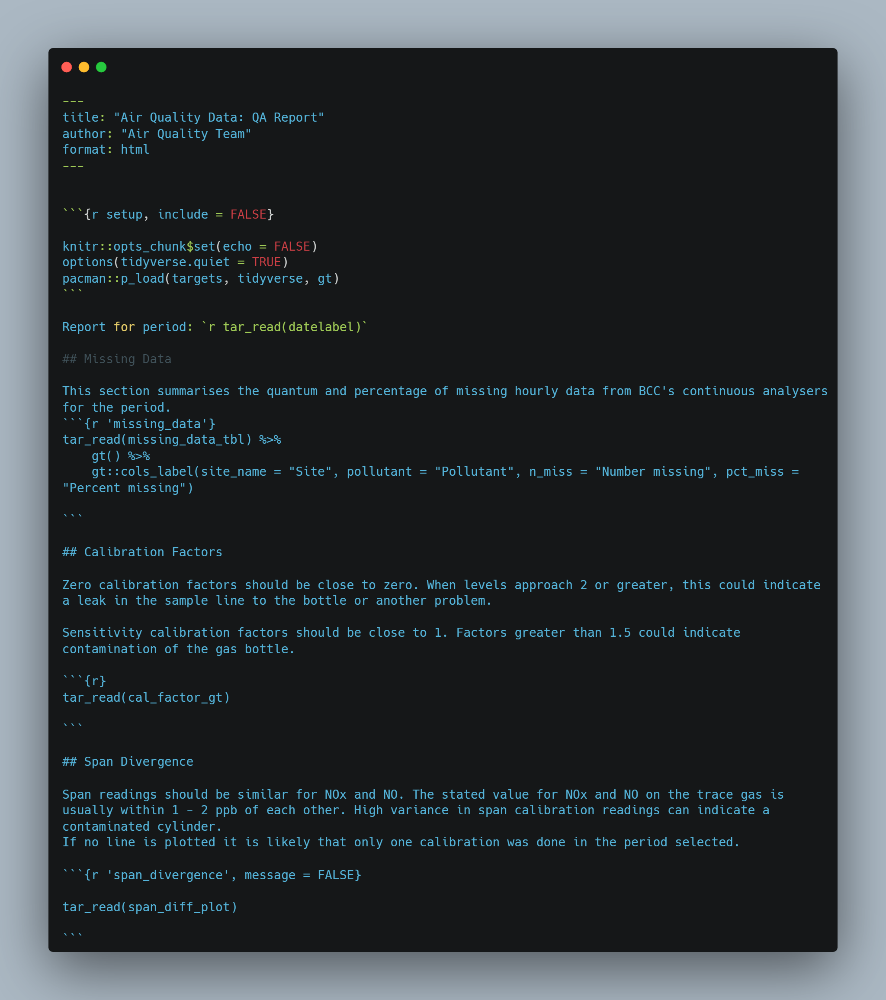 ---
title: "Air Quality Data: QA Report"
author: "Air Quality Team"
format: html
---
```{r setup, include = FALSE}
knitr::opts_chunk$set(echo = FALSE)
options(tidyverse.quiet = TRUE)
pacman::p_load(targets, tidyverse, gt)
```
Report for period: `r tar_read(datelabel)`
## Missing Data
This section summarises the quantum and percentage of missing hourly data from BCC's continuous analysers
for the period.
```{r 'missing_data'}
tar_read(missing_data_tbl) %>%
    gt() %>%
    gt::cols_label(site_name = "Site", pollutant = "Pollutant", n_miss = "Number missing", pct_miss =
"Percent missing")
```
## Calibration Factors
Zero calibration factors should be close to zero. When levels approach 2 or greater, this could indicate
a leak in the sample line to the bottle or another problem.
Sensitivity calibration factors should be close to 1. Factors greater than 1.5 could indicate
contamination of the gas bottle.
```{r}
tar_read(cal_factor_gt)
```
## Span Divergence
Span readings should be similar for NOx and NO. The stated value for NOx and NO on the trace gas is
usually within 1 - 2 ppb of each other. High variance in span calibration readings can indicate a
contaminated cylinder.
If no line is plotted it is likely that only one calibration was done in the period selected.
```{r 'span_divergence', message = FALSE}
tar_read(span_diff_plot)
```